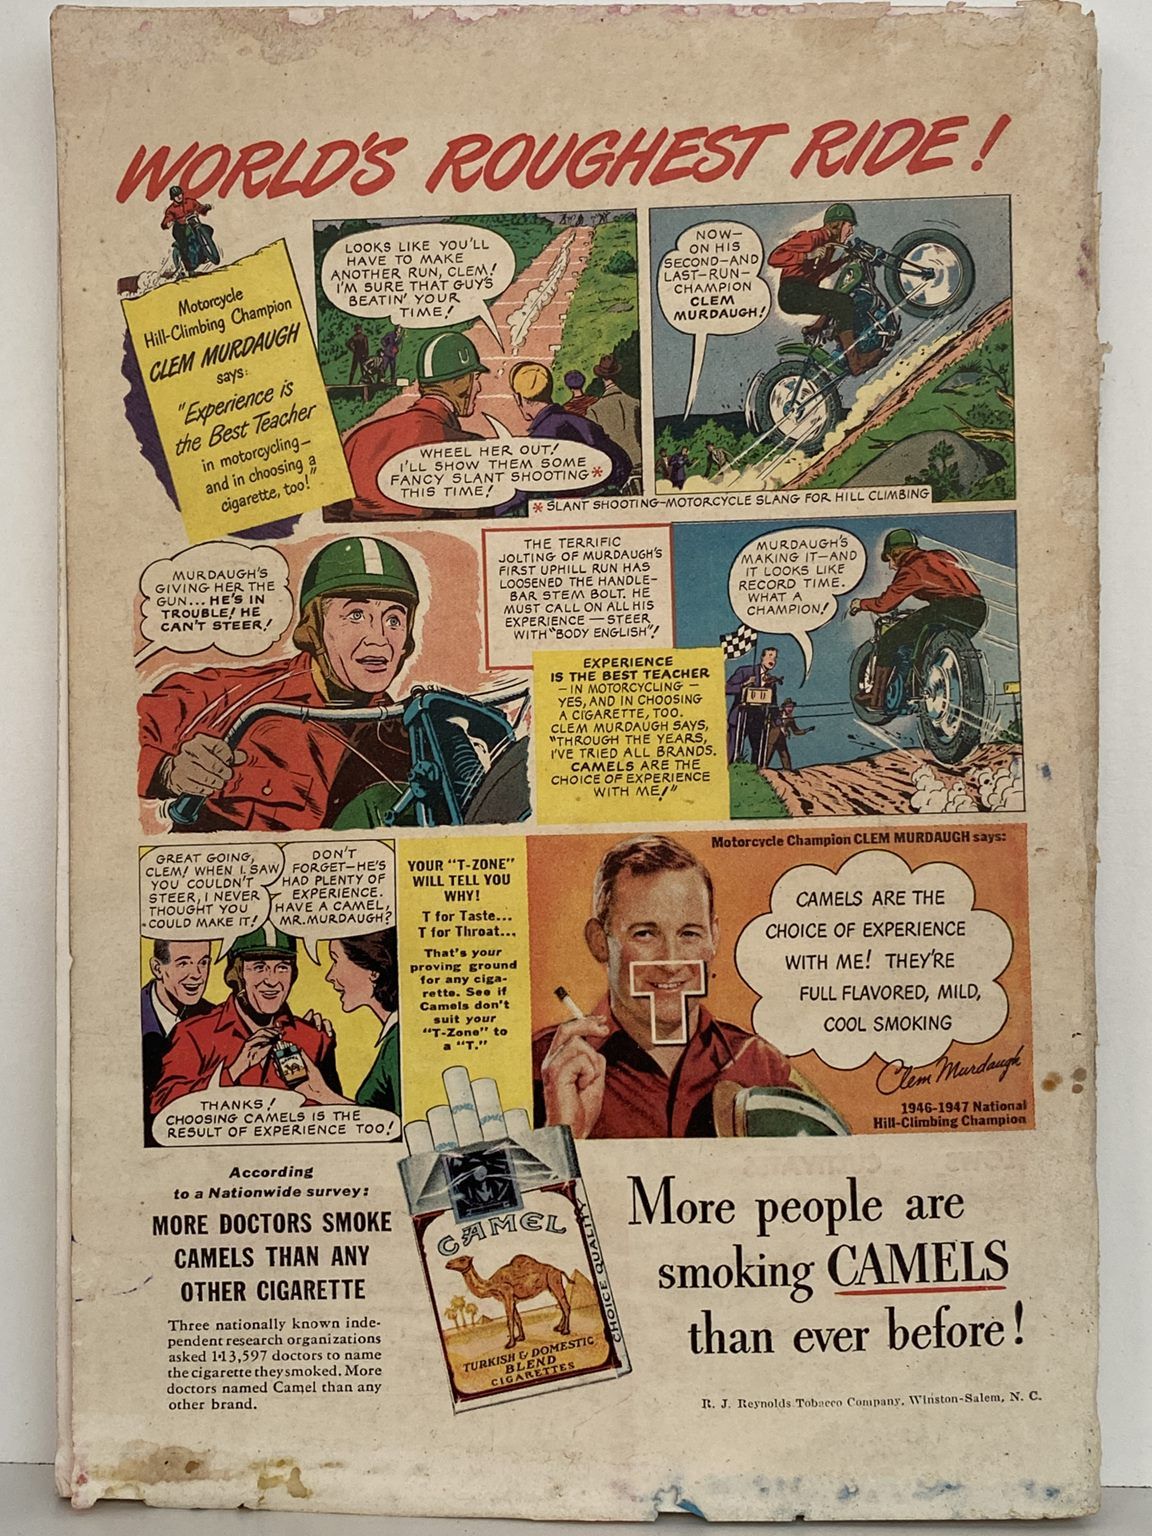 WORLD'S ROUGHEST RIDE!
Motorcycle
Hill-Climbing Champion
CLEM MURDAUGH
says:
"Experience is
the Best Teacher
in motorcycling—
and in choosing a
cigarette, too!"
LOOKS LIKE YOU'LL
HAVE TO MAKE
ANOTHER RUN, CLEM!
I'M SURE THAT GUY'S
BEATIN' YOUR
TIME!
U
WHEEL HER OUT!
I'LL SHOW THEM SOME
FANCY SLANT SHOOTING*
THIS TIME!
NOW—
ON HIS
SECOND—AND
LAST—RUN—
CHAMPION
CLEM
MURDAUGH!
* SLANT SHOOTING—MOTORCYCLE SLANG FOR HILL CLIMBING
MURDAUGH'S
GIVING HER THE
GUN... HE'S IN
TROUBLE! HE
CAN'T STEER!
THE TERRIFIC
JOLTING OF MURDAUGH'S
FIRST UPHILL RUN HAS
LOOSENED THE HANDLE-
BAR STEM BOLT. HE
MUST CALL ON ALL HIS
EXPERIENCE — STEER
WITH "BODY ENGLISH"!
MURDAUGH'S
MAKING IT—AND
IT LOOKS LIKE
RECORD TIME.
WHAT A
CHAMPION!
EXPERIENCE
IS THE BEST TEACHER
— IN MOTORCYCLING —
YES, AND IN CHOOSING
A CIGARETTE, TOO.
CLEM MURDAUGH SAYS,
"THROUGH THE YEARS,
I'VE TRIED ALL BRANDS.
CAMELS ARE THE
CHOICE OF EXPERIENCE
WITH ME!"
GREAT GOING,
CLEM! WHEN I SAW
YOU COULDN'T
STEER, I NEVER
THOUGHT YOU
COULD MAKE IT!
DON'T
FORGET—HE'S
HAD PLENTY OF
EXPERIENCE.
HAVE A CAMEL,
MR. MURDAUGH?
THANKS!
CHOOSING CAMELS IS THE
RESULT OF EXPERIENCE TOO!
YOUR "T-ZONE"
WILL TELL YOU
WHY!
T for Taste...
T for Throat...
That's your
proving ground
for any ciga-
rette. See if
Camels don't
suit your
"T-Zone" to
a "T."
Motorcycle Champion CLEM MURDAUGH says:
CAMELS ARE THE
CHOICE OF EXPERIENCE
WITH ME! THEY'RE
FULL FLAVORED, MILD,
COOL SMOKING
T
Clem Murdaugh
1946-1947 National
Hill-Climbing Champion
According
to a Nationwide survey:
MORE DOCTORS SMOKE
CAMELS THAN ANY
OTHER CIGARETTE
Three nationally known inde-
pendent research organizations
asked 113,597 doctors to name
the cigarette they smoked. More
doctors named Camel than any
other brand.
CAMEL
CHOICE QUALITY
TURKISH & DOMESTIC
BLEND
CIGARETTES
More people are
smoking CAMELS
than ever before!
R. J. Reynolds Tobacco Company, Winston-Salem, N. C.